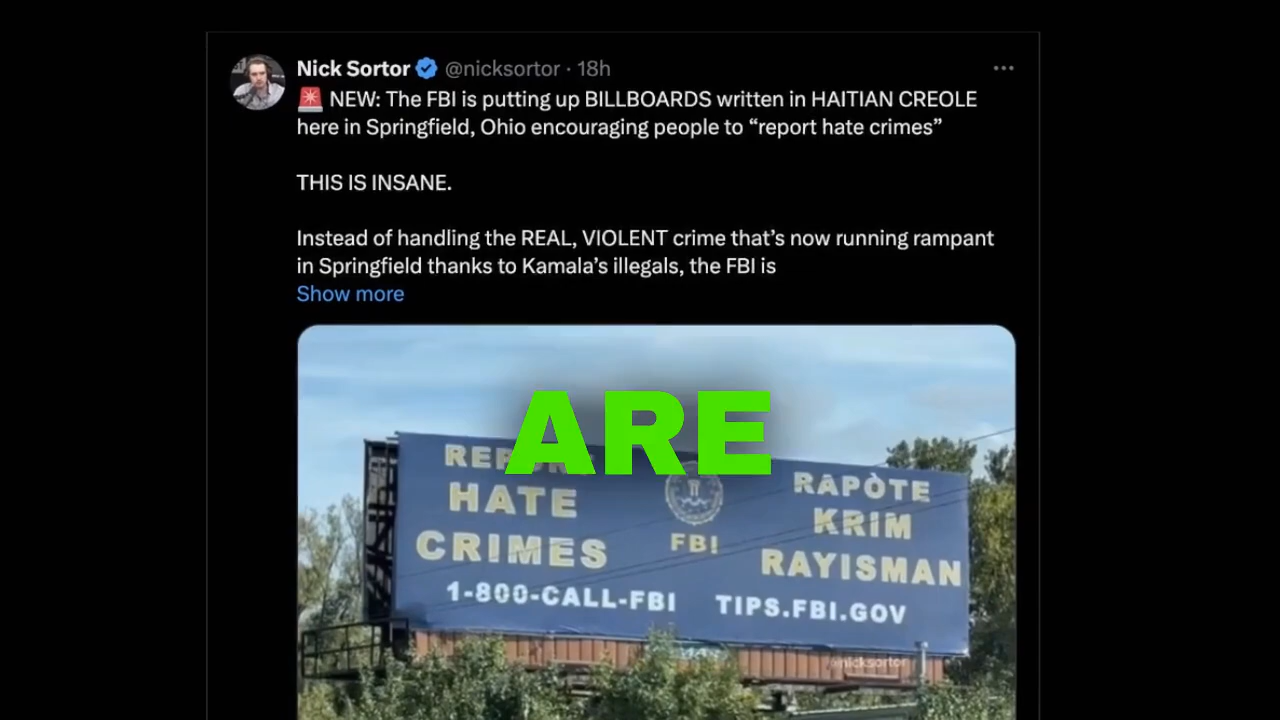 Nick Sortor @nicksortor · 18h
🚨 NEW: The FBI is putting up BILLBOARDS written in HAITIAN CREOLE
here in Springfield, Ohio encouraging people to “report hate crimes”
THIS IS INSANE.
Instead of handling the REAL, VIOLENT crime that’s now running rampant
in Springfield thanks to Kamala’s illegals, the FBI is
Show more
ARE
HATE
CRIMES
FBI
RAPÒTE
KRIM
RAYISMAN
1-800-CALL-FBI
TIPS.FBI.GOV
@nicksortor